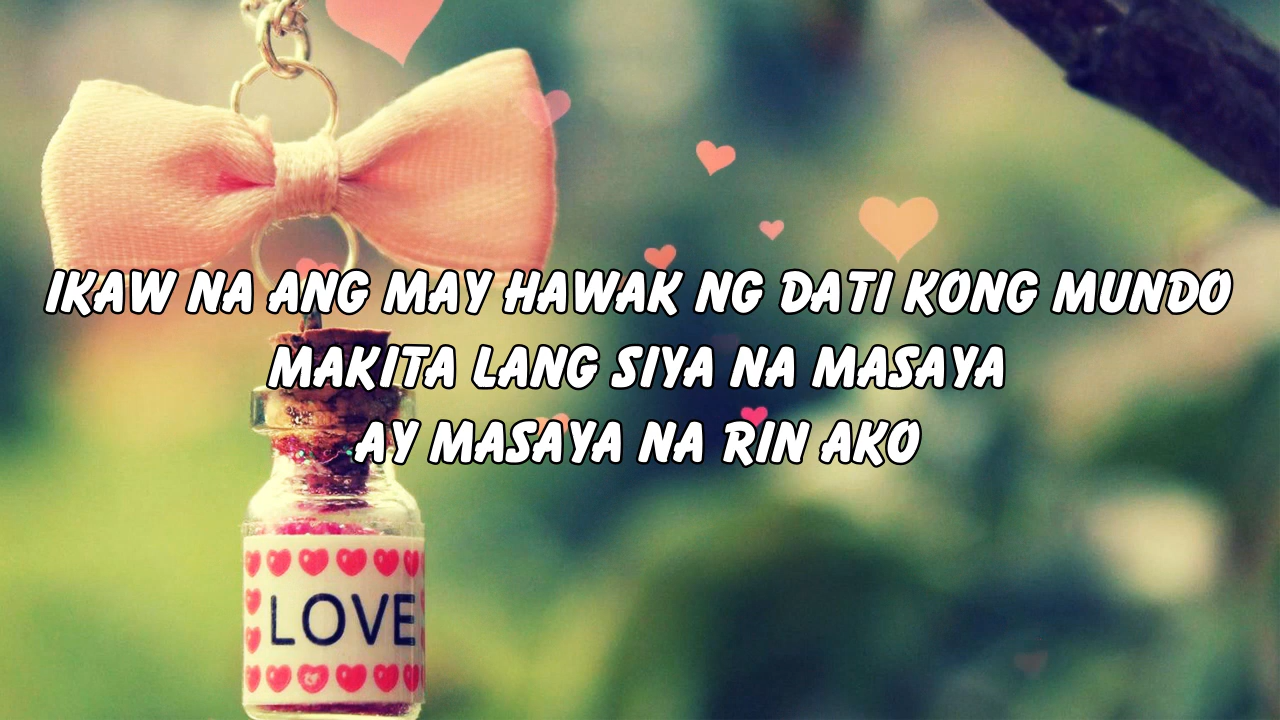 IKAW NA ANG MAY HAWAK NG DATI KONG MUNDO
MAKITA LANG SIYA NA MASAYA
AY MASAYA NA RIN AKO
LOVE